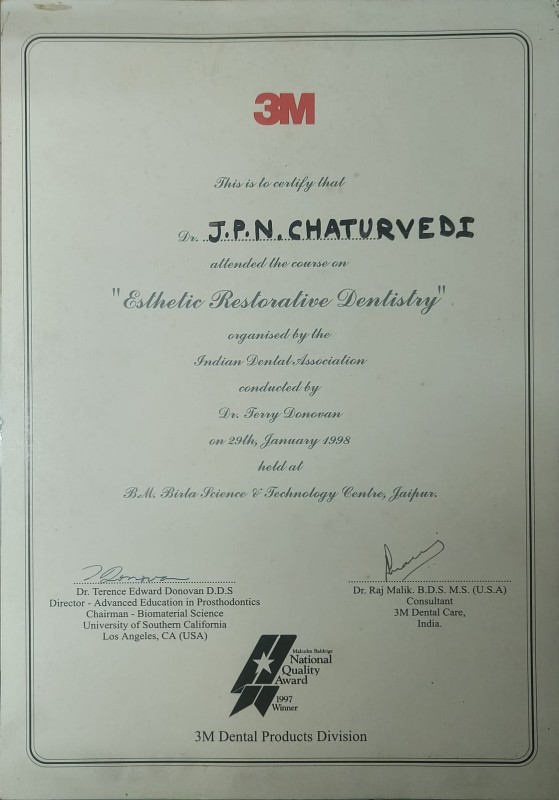 3M
This is to certify that
Dr. J.P.N. CHATURVEDI
attended the course on
"Esthetic Restorative Dentistry"
organised by the
Indian Dental Association
conducted by
Dr. Terry Donovan
on 29th, January 1998
held at
B.M. Birla Science & Technology Centre, Jaipur.
T Donovan
Dr. Terence Edward Donovan D.D.S
Director - Advanced Education in Prosthodontics
Chairman - Biomaterial Science
University of Southern California
Los Angeles, CA (USA)
Dr. Raj Malik. B.D.S. M.S. (U.S.A)
Consultant
3M Dental Care,
India.
Malcolm Baldrige
National
Quality
Award
1997
Winner
3M Dental Products Division